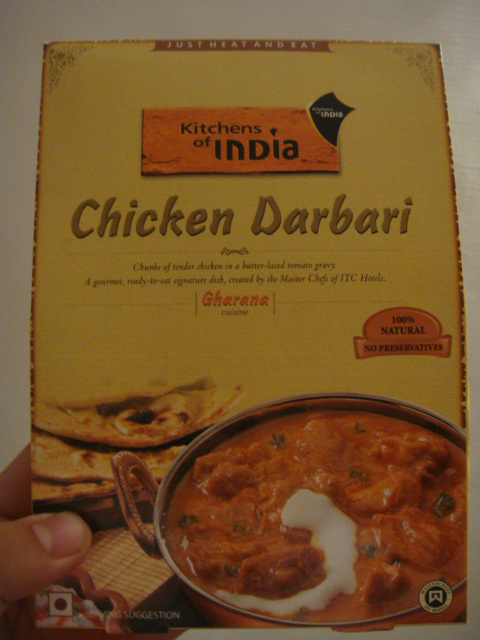 JUST HEAT AND EAT
Kitchens
of INDIA
Kitchens
of INDIA
Chicken Darbari
Chunks of tender chicken in a butter-laced tomato gravy.
A gourmet, ready-to-eat signature dish, created by the Master Chefs of ITC Hotels.
Gharana
cuisine
100%
NATURAL
NO PRESERVATIVES
SERVING SUGGESTION